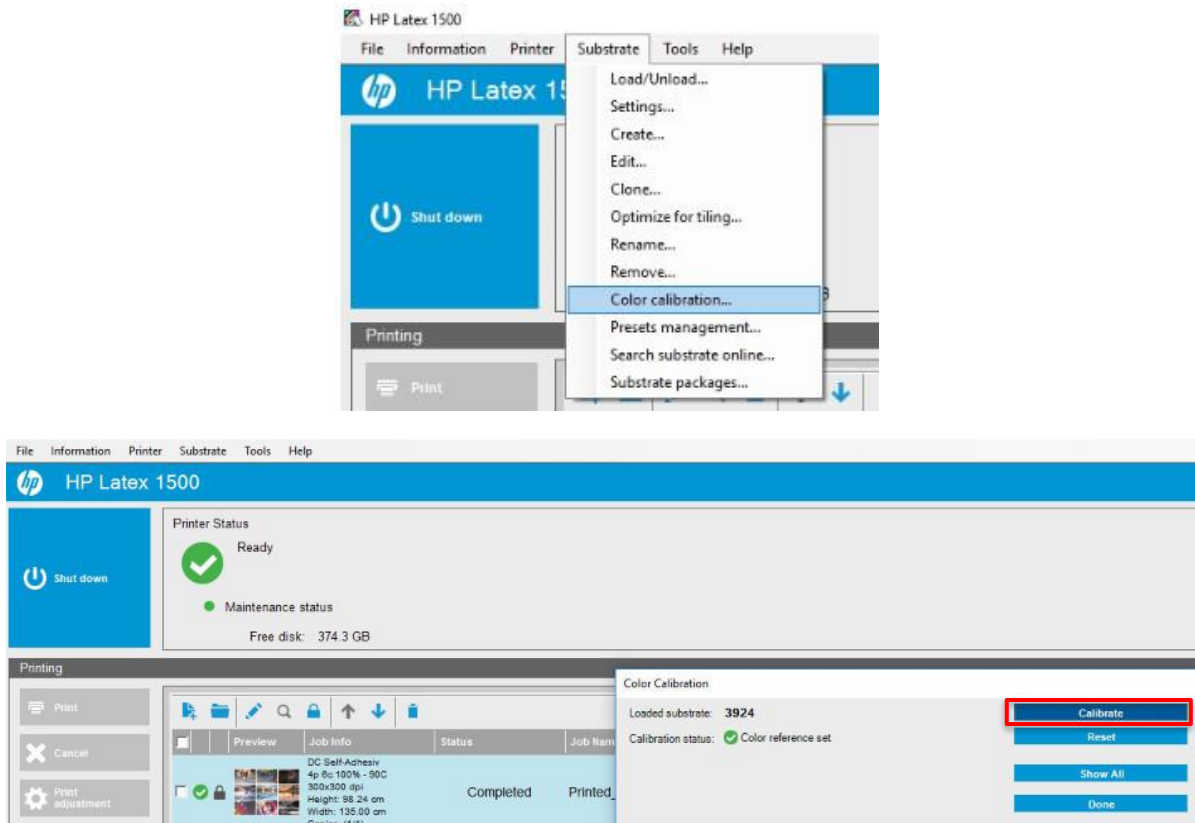 HP Latex 1500
File Information Printer Substrate Tools Help
hp HP Latex 15
Load/Unload...
Settings...
Create...
Edit...
Clone...
Optimize for tiling...
Rename...
Remove...
Color calibration...
Presets management...
Search substrate online...
Substrate packages...
Shut down
Printing
Print
File Information Printer Substrate Tools Help
hp HP Latex 1500
Shut down
Printer Status
Ready
Maintenance status
Free disk: 374.3 GB
Printing
Print
Cancel
Print
adjustment
Preview Job Info Status Job Nam
DC Self-Adhesiv
4p 6c 100% - 90C
300x300 dpi
Height: 98.24 cm
Width: 135.00 cm
Copies: (1/1)
Completed
Printed_
Color Calibration
Loaded substrate: 3924
Calibration status: Color reference set
Calibrate
Reset
Show All
Done